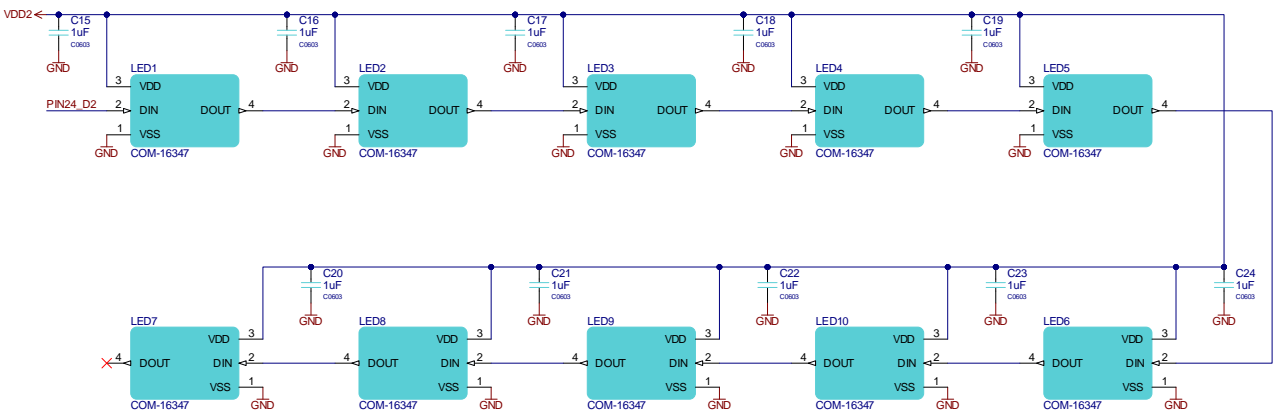 VDD2
C15
1uF
C0603
GND
C16
1uF
C0603
GND
C17
1uF
C0603
GND
C18
1uF
C0603
GND
C19
1uF
C0603
GND
LED1
3 VDD
PIN24_D2 2 DIN DOUT 4
1 VSS
GND
COM-16347
LED2
3 VDD
2 DIN DOUT 4
1 VSS
GND
COM-16347
LED3
3 VDD
2 DIN DOUT 4
1 VSS
GND
COM-16347
LED4
3 VDD
2 DIN DOUT 4
1 VSS
GND
COM-16347
LED5
3 VDD
2 DIN DOUT 4
1 VSS
GND
COM-16347
C20
1uF
C0603
GND
C21
1uF
C0603
GND
C22
1uF
C0603
GND
C23
1uF
C0603
GND
C24
1uF
C0603
GND
LED7
VDD 3
4 DOUT DIN 2
VSS 1
GND
COM-16347
LED8
VDD 3
4 DOUT DIN 2
VSS 1
GND
COM-16347
LED9
VDD 3
4 DOUT DIN 2
VSS 1
GND
COM-16347
LED10
VDD 3
4 DOUT DIN 2
VSS 1
GND
COM-16347
LED6
VDD 3
4 DOUT DIN 2
VSS 1
GND
COM-16347